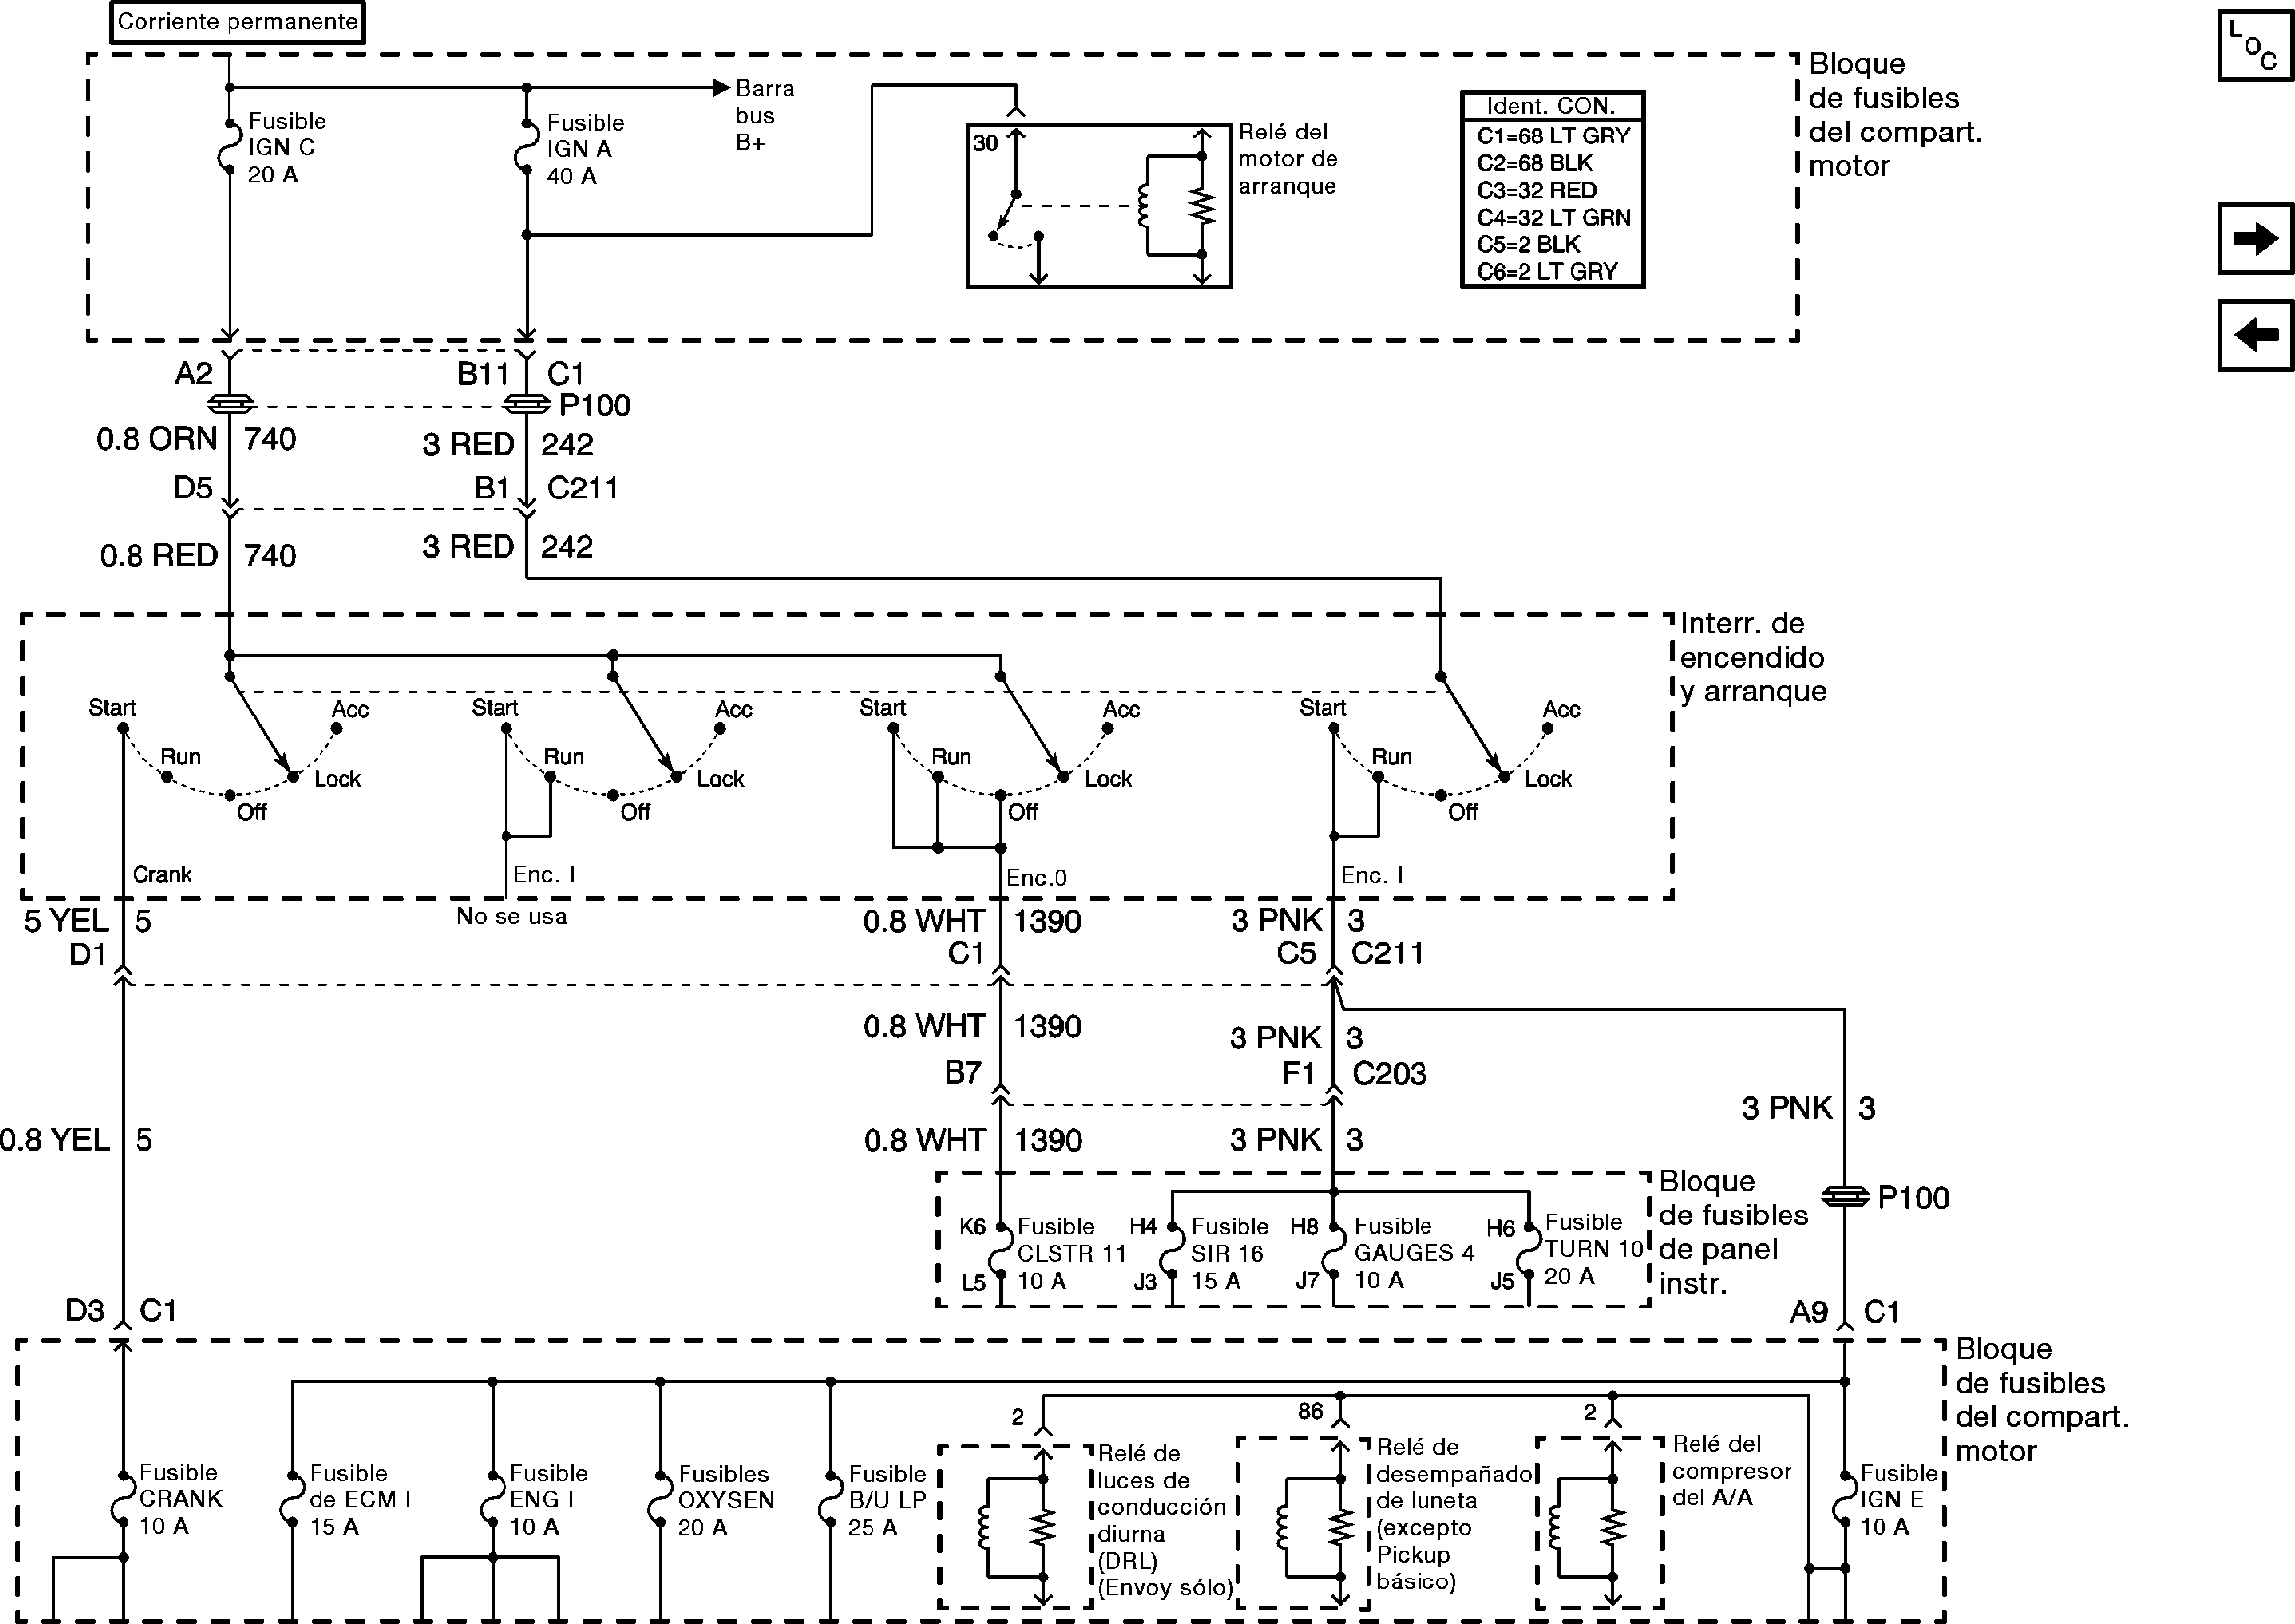 Corriente permanente
L
O
C
Bloque
de fusibles
del compart.
motor
Barra
bus
B+
Fusible
IGN C
20 A
Fusible
IGN A
40 A
30
Relé del
motor de
arranque
Ident. CON.
C1=68 LT GRY
C2=68 BLK
C3=32 RED
C4=32 LT GRN
C5=2 BLK
C6=2 LT GRY
A2 B11 C1
P100
0.8 ORN 740 3 RED 242
D5 B1 C211
0.8 RED 740 3 RED 242
Interr. de
encendido
y arranque
Start Acc Start Acc Start Acc Start Acc
Run Run Run Run
Lock Lock Lock Lock
Off Off Off Off
Crank Enc. I Enc.0 Enc. I
No se usa
5 YEL 5 0.8 WHT 1390 3 PNK 3
D1 C1 C5 C211
0.8 WHT 1390 3 PNK 3
B7 F1 C203
3 PNK 3
0.8 YEL 5 0.8 WHT 1390 3 PNK 3
P100
Bloque
de fusibles
de panel
instr.
K6 Fusible
CLSTR 11
L5 10 A
H4 Fusible
SIR 16
J3 15 A
H8 Fusible
GAUGES 4
J7 10 A
H6 Fusible
TURN 10
J5 20 A
D3 C1 A9 C1
Bloque
de fusibles
del compart.
motor
Fusible
CRANK
10 A
Fusible
de ECM I
15 A
Fusible
ENG I
10 A
Fusibles
OXYSEN
20 A
Fusible
B/U LP
25 A
2
Relé de
luces de
conducción
diurna
(DRL)
(Envoy sólo)
86
Relé de
desempañado
de luneta
(excepto
Pickup
básico)
2
Relé del
compresor
del A/A
Fusible
IGN E
10 A